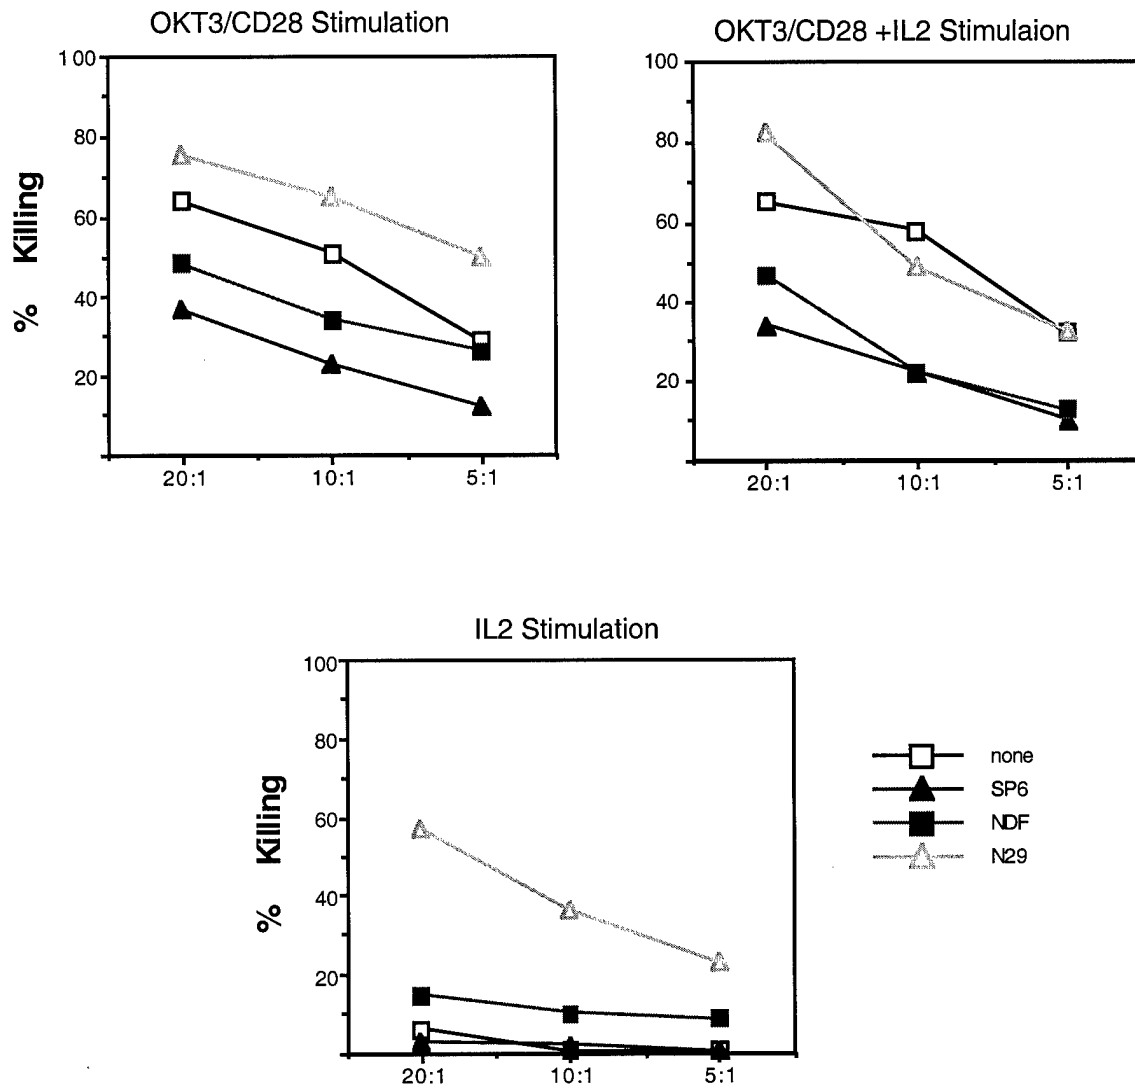 OKT3/CD28 Stimulation
100
80
60
40
20
% Killing
20:1 10:1 5:1
OKT3/CD28 +IL2 Stimulaion
100
80
60
40
20
20:1 10:1 5:1
IL2 Stimulation
100
80
60
40
20
% Killing
20:1 10:1 5:1
none
SP6
NDF
N29